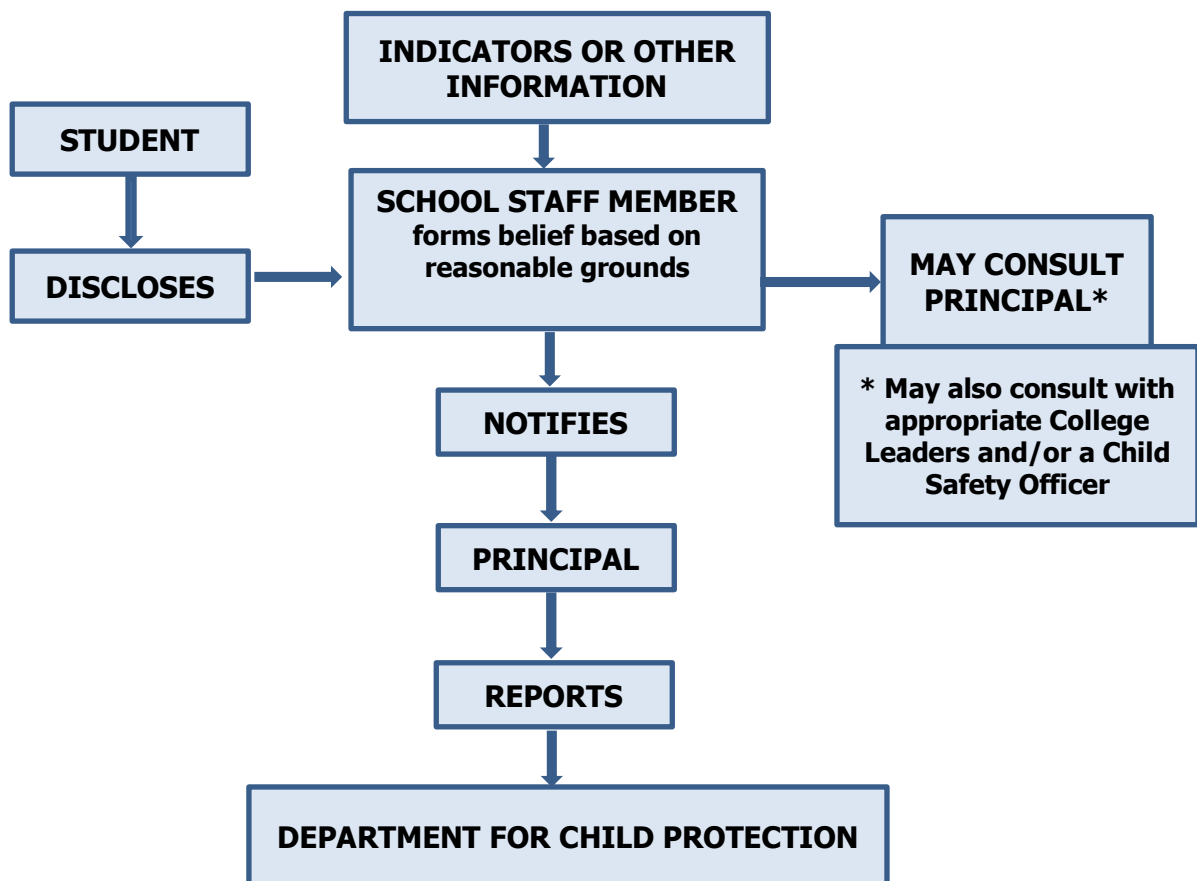 INDICATORS OR OTHER
INFORMATION
STUDENT
DISCLOSES
SCHOOL STAFF MEMBER
forms belief based on
reasonable grounds
MAY CONSULT
PRINCIPAL*
* May also consult with
appropriate College
Leaders and/or a Child
Safety Officer
NOTIFIES
PRINCIPAL
REPORTS
DEPARTMENT FOR CHILD PROTECTION